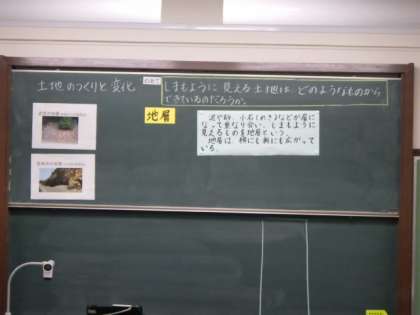 土地のつくりと変化
めあて
しまもように見える土地は、どのようなものから
できているのだろうか。
地層
泥や砂、小石(れき)などが層に
なって重なり合い、しまもように
見えるものを地層という。
地層は、横にも奥にも広がって
いる。